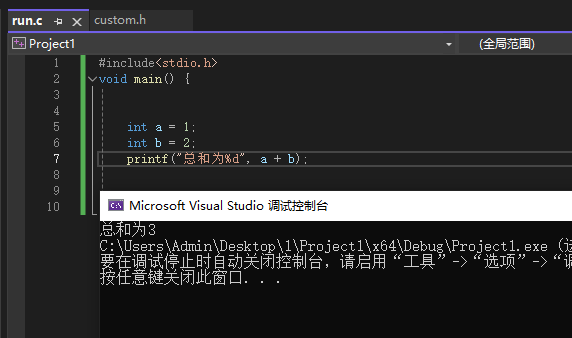 run.c
custom.h
Project1
(全局范围)
1 #include<stdio.h>
2 void main() {
3
4
5 int a = 1;
6 int b = 2;
7 printf("总和为%d", a + b);
8
9
10
Microsoft Visual Studio 调试控制台
总和为3
C:\Users\Admin\Desktop\1\Project1\x64\Debug\Project1.exe (进
要在调试停止时自动关闭控制台，请启用“工具”->“选项”->“调
按任意键关闭此窗口. . .